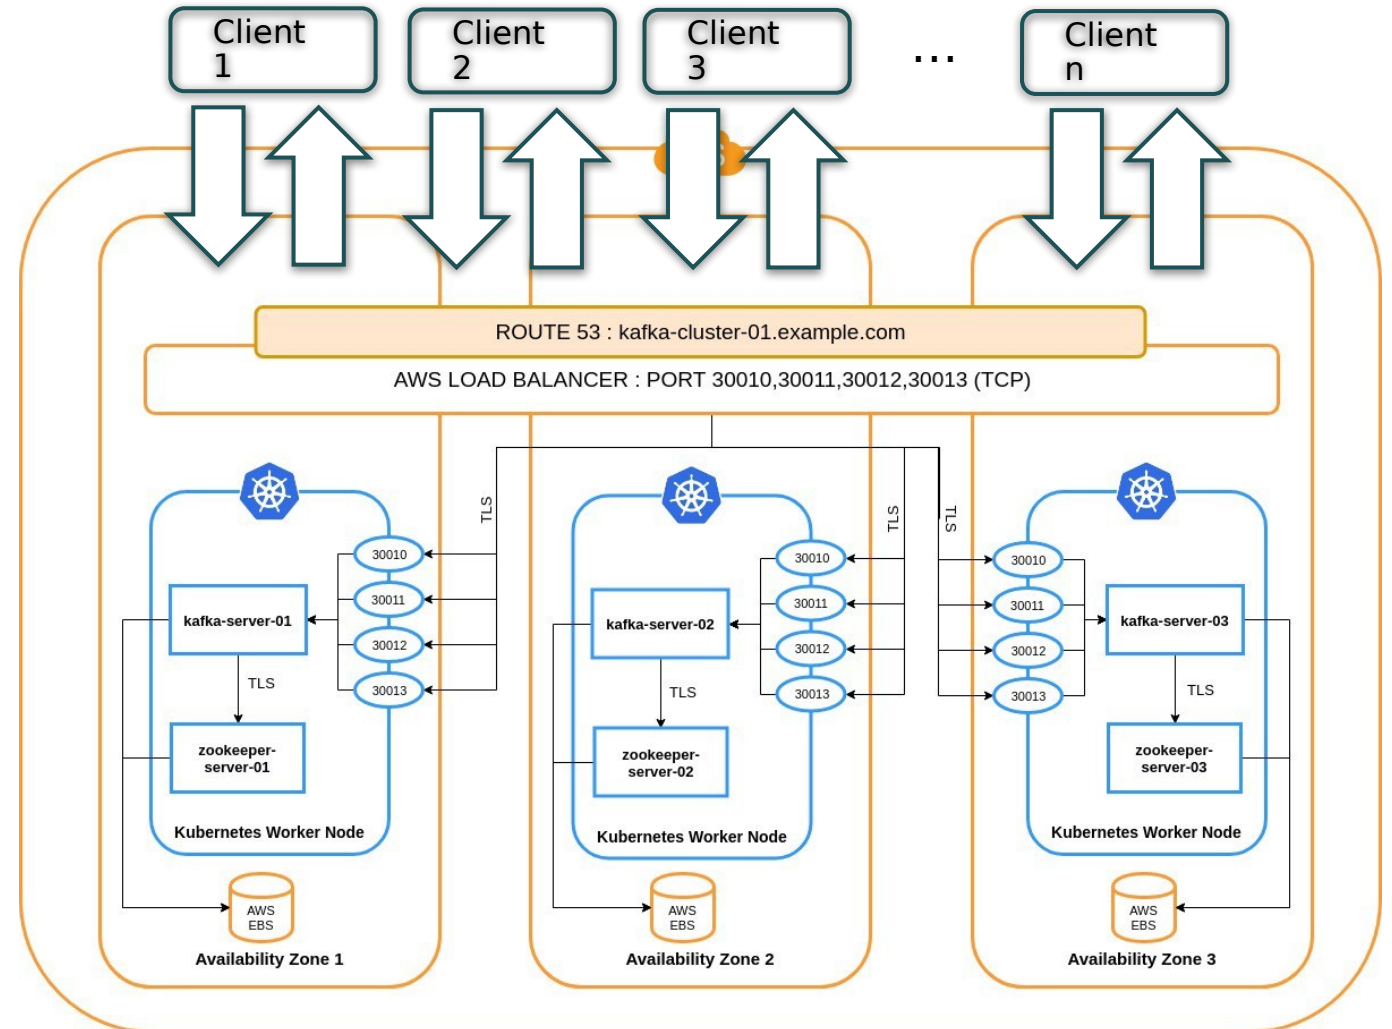 Client
1
Client
2
Client
3
...
Client
n
ROUTE 53 : kafka-cluster-01.example.com
AWS LOAD BALANCER : PORT 30010,30011,30012,30013 (TCP)
TLS
30010
30011
30012
30013
kafka-server-01
TLS
zookeeper-
server-01
Kubernetes Worker Node
AWS
EBS
Availability Zone 1
TLS
30010
30011
30012
30013
kafka-server-02
TLS
zookeeper-
server-02
Kubernetes Worker Node
AWS
EBS
Availability Zone 2
TLS
30010
30011
30012
30013
kafka-server-03
TLS
zookeeper-
server-03
Kubernetes Worker Node
AWS
EBS
Availability Zone 3